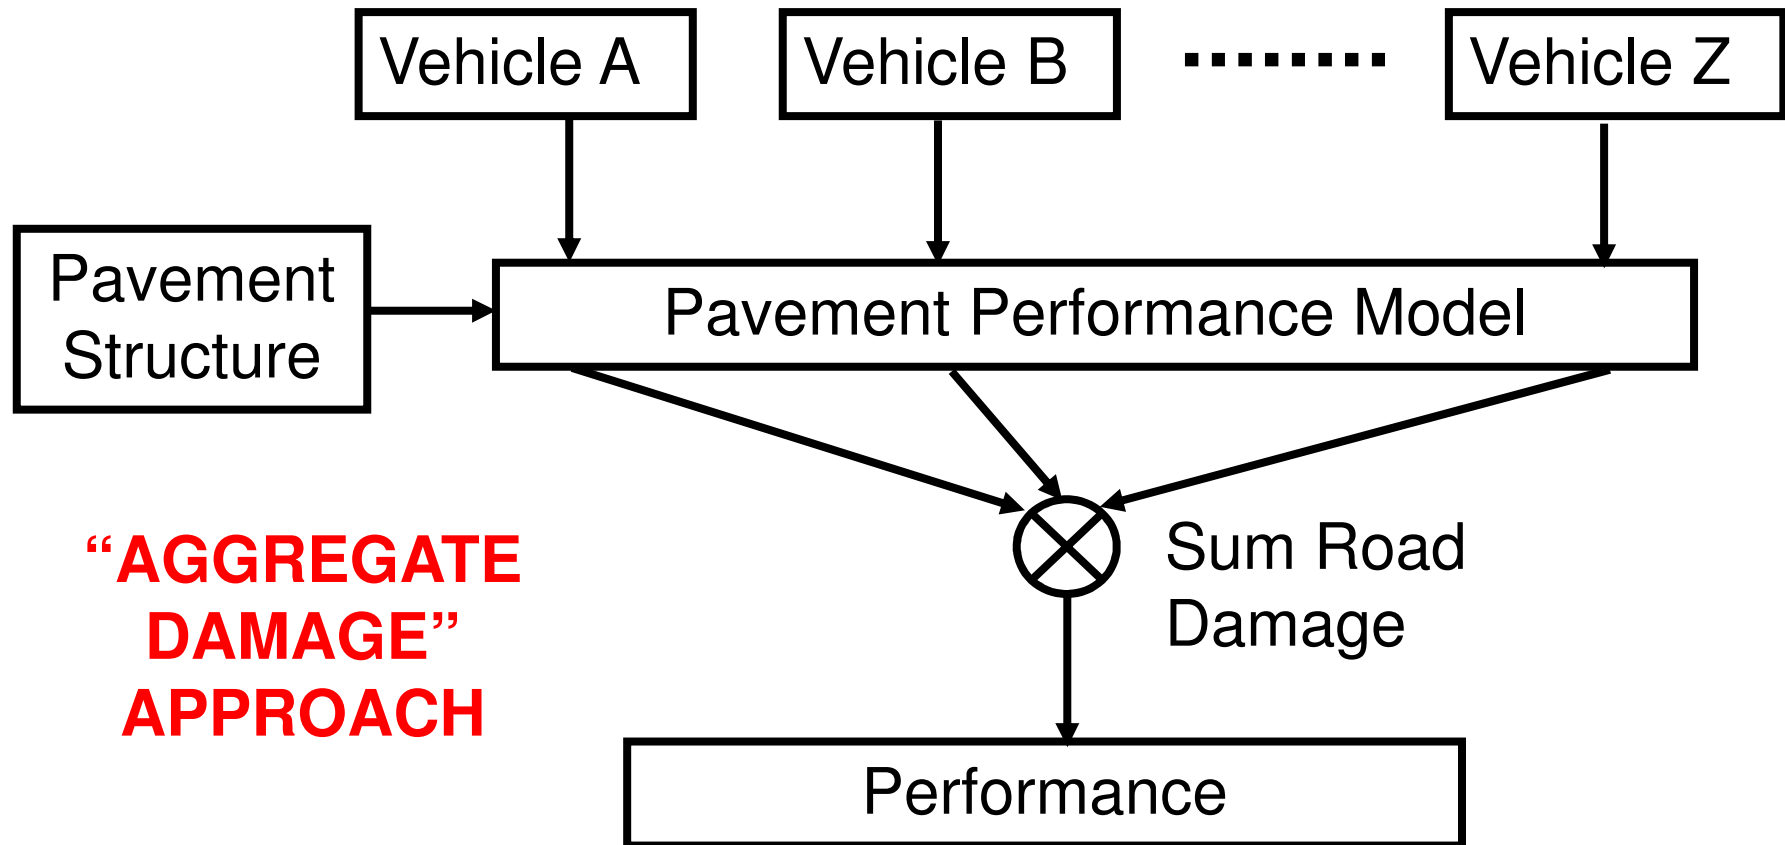 Vehicle A
Vehicle B
Vehicle Z
Pavement
Structure
Pavement Performance Model
“AGGREGATE
DAMAGE”
APPROACH
Sum Road
Damage
Performance